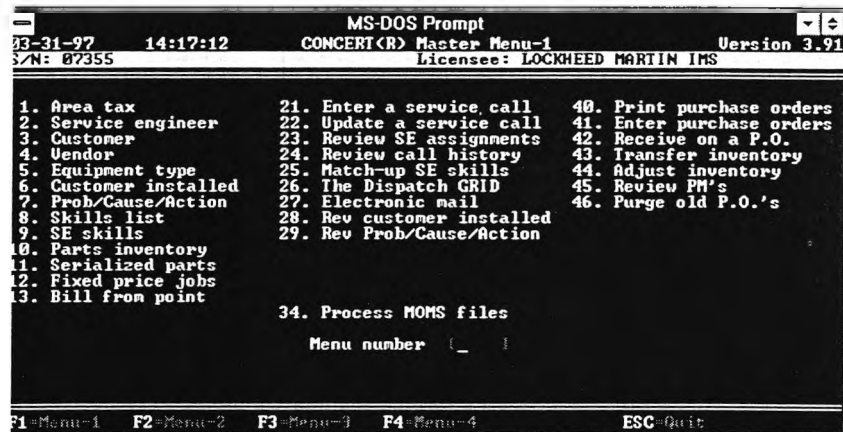 MS-DOS Prompt
03-31-97 14:17:12 CONCERT(R) Master Menu-1 Version 3.91
S/N: 07355 Licensee: LOCKHEED MARTIN IMS
1. Area tax
2. Service engineer
3. Customer
4. Vendor
5. Equipment type
6. Customer installed
7. Prob/Cause/Action
8. Skills list
9. SE skills
10. Parts inventory
11. Serialized parts
12. Fixed price jobs
13. Bill from point
21. Enter a service call
22. Update a service call
23. Review SE assignments
24. Review call history
25. Match-up SE skills
26. The Dispatch GRID
27. Electronic mail
28. Rev customer installed
29. Rev Prob/Cause/Action
34. Process MOMS files
40. Print purchase orders
41. Enter purchase orders
42. Receive on a P.O.
43. Transfer inventory
44. Adjust inventory
45. Review PM's
46. Purge old P.O.'s
Menu number [_ ]
F1=Menu-1 F2=Menu-2 F3=Menu-3 F4=Menu-4 ESC=Quit